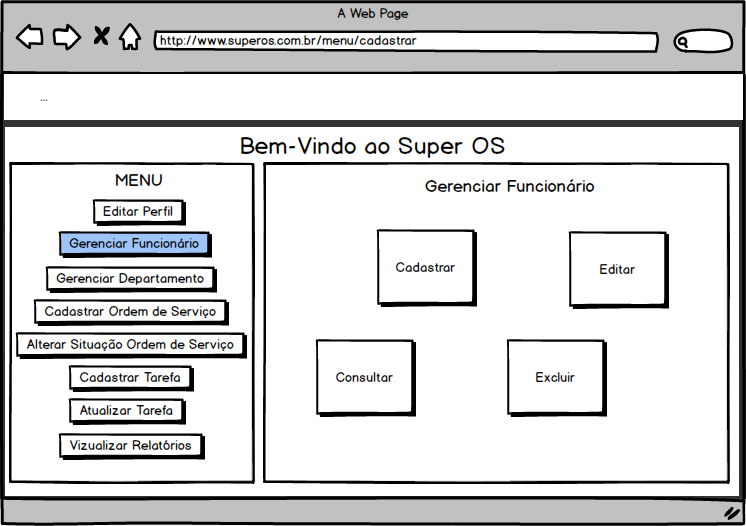 A Web Page
http://www.superos.com.br/menu/cadastrar
...
Bem-Vindo ao Super OS
MENU
Editar Perfil
Gerenciar Funcionário
Gerenciar Departamento
Cadastrar Ordem de Serviço
Alterar Situação Ordem de Serviço
Cadastrar Tarefa
Atualizar Tarefa
Vizualizar Relatórios
Gerenciar Funcionário
Cadastrar
Editar
Consultar
Excluir